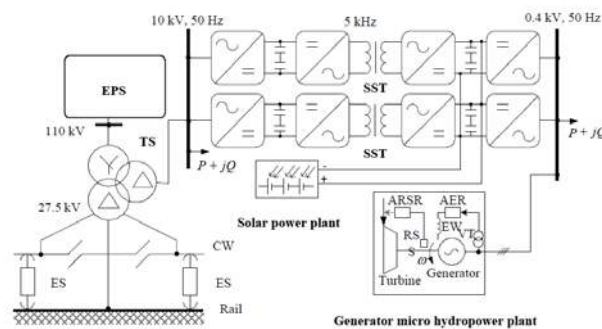 10 kV, 50 Hz
5 kHz
0.4 kV, 50 Hz
EPS
SST
110 kV
TS
P + jQ
SST
P + jQ
-
+
27.5 kV
Solar power plant
ARSR
AER
RS
EW
VT
S
ω
CW
Generator
ES
ES
Turbine
Rail
Generator micro hydropower plant